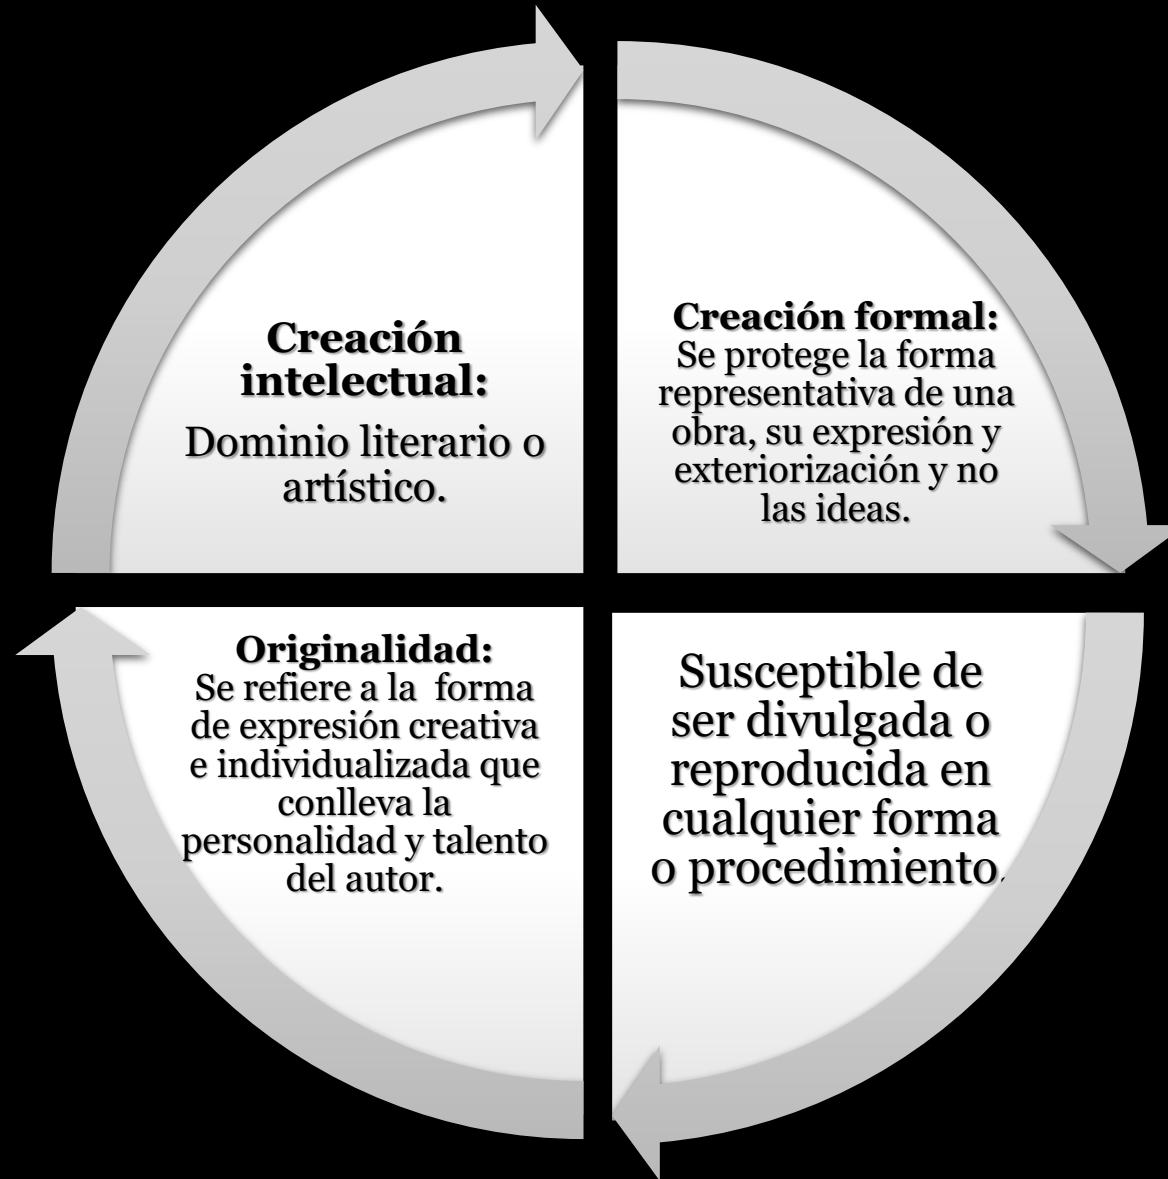 Creación
intelectual:
Dominio literario o
artístico.
Creación formal:
Se protege la forma
representativa de una
obra, su expresión y
exteriorización y no
las ideas.
Originalidad:
Se refiere a la  forma
de expresión creativa
e individualizada que
conlleva la
personalidad y talento
del autor.
Susceptible de
ser divulgada o
reproducida en
cualquier forma
o procedimiento.